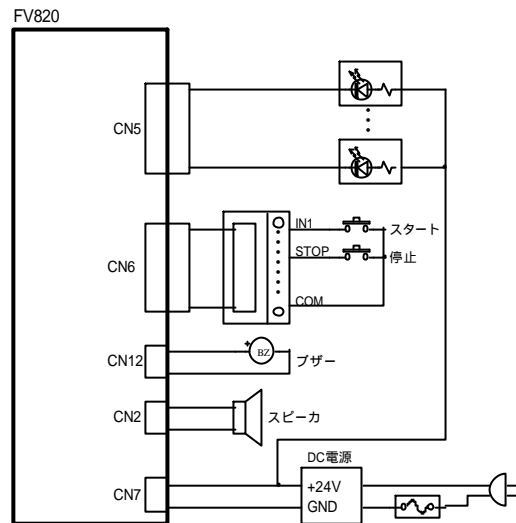 FV820
CN5
CN6
IN1
スタート
STOP
停止
COM
CN12
+
BZ
ブザー
CN2
スピーカ
DC電源
CN7
+24V
GND